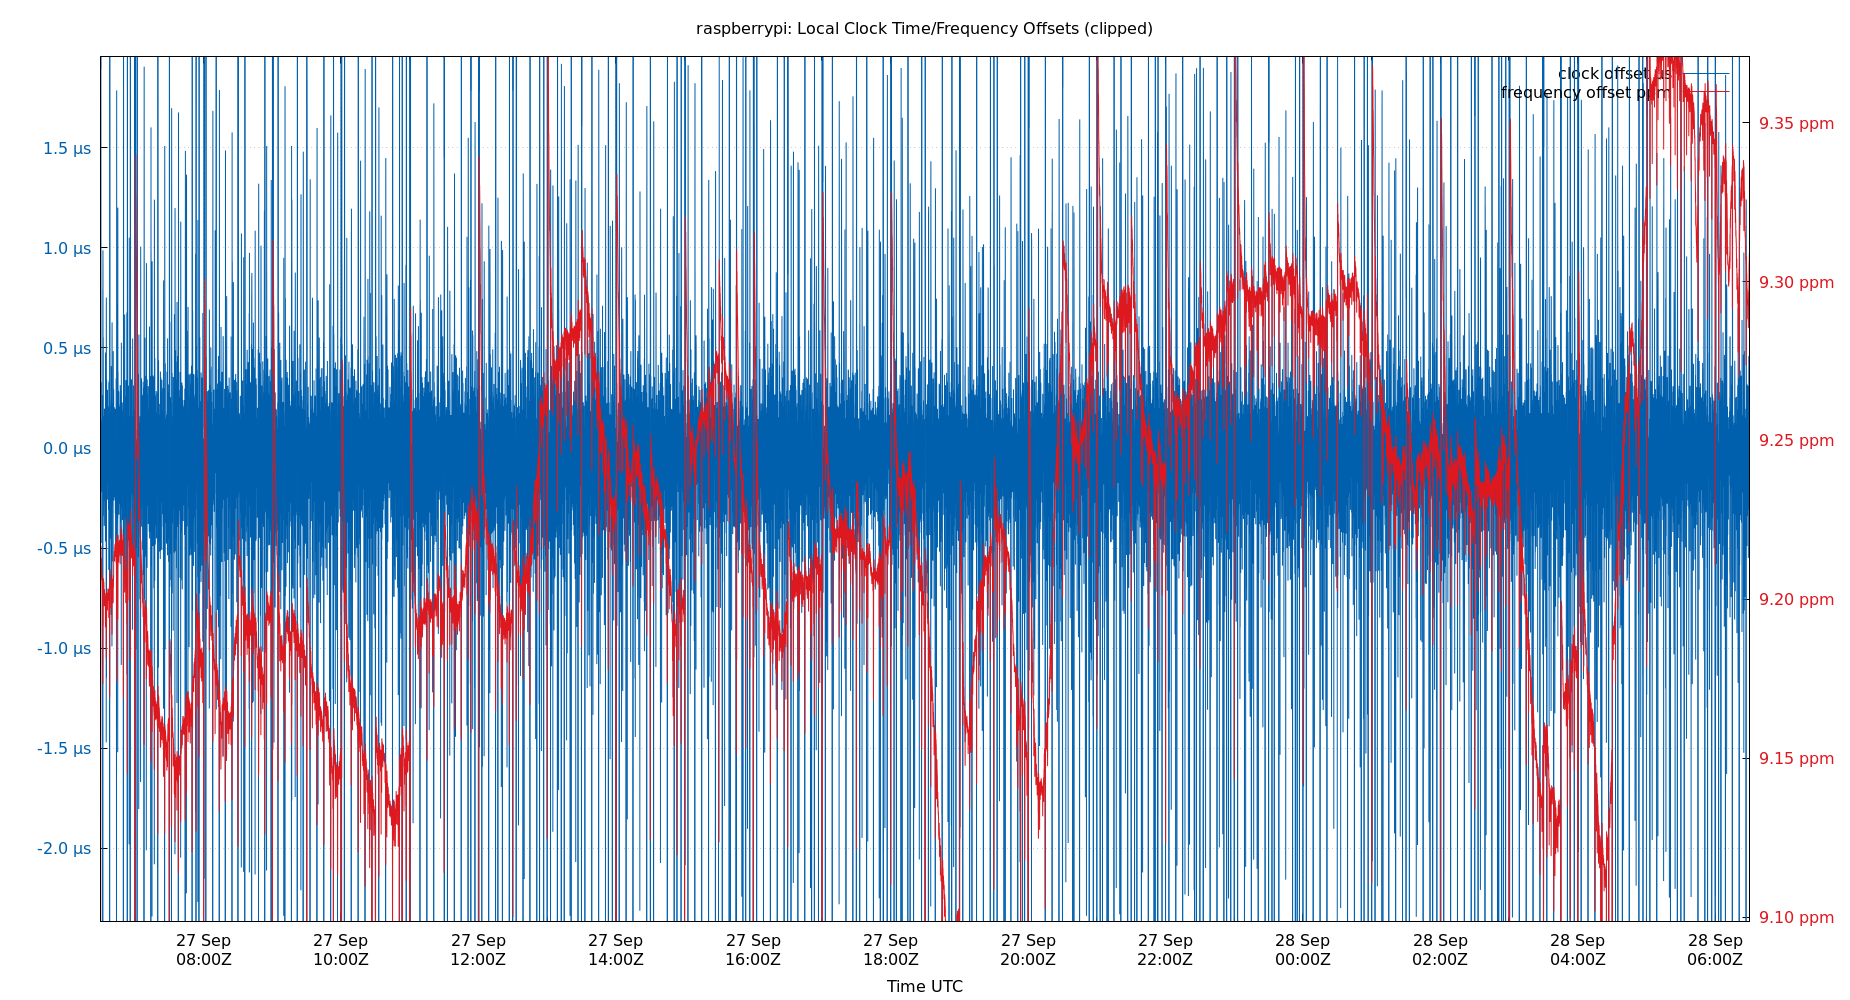 raspberrypi: Local Clock Time/Frequency Offsets (clipped)
clock offset µs
frequency offset ppm
1.5 µs
1.0 µs
0.5 µs
0.0 µs
-0.5 µs
-1.0 µs
-1.5 µs
-2.0 µs
9.35 ppm
9.30 ppm
9.25 ppm
9.20 ppm
9.15 ppm
9.10 ppm
27 Sep 27 Sep 27 Sep 27 Sep 27 Sep 27 Sep 27 Sep 27 Sep 28 Sep 28 Sep 28 Sep 28 Sep
08:00Z 10:00Z 12:00Z 14:00Z 16:00Z 18:00Z 20:00Z 22:00Z 00:00Z 02:00Z 04:00Z 06:00Z
Time UTC